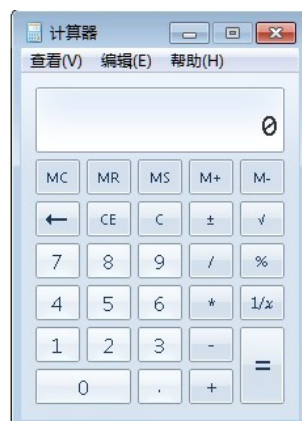 计算器
查看(V) 编辑(E) 帮助(H)
0
MC MR MS M+ M-
← CE C ± √
7 8 9 / %
4 5 6 * 1/x
1 2 3 - =
0 . +